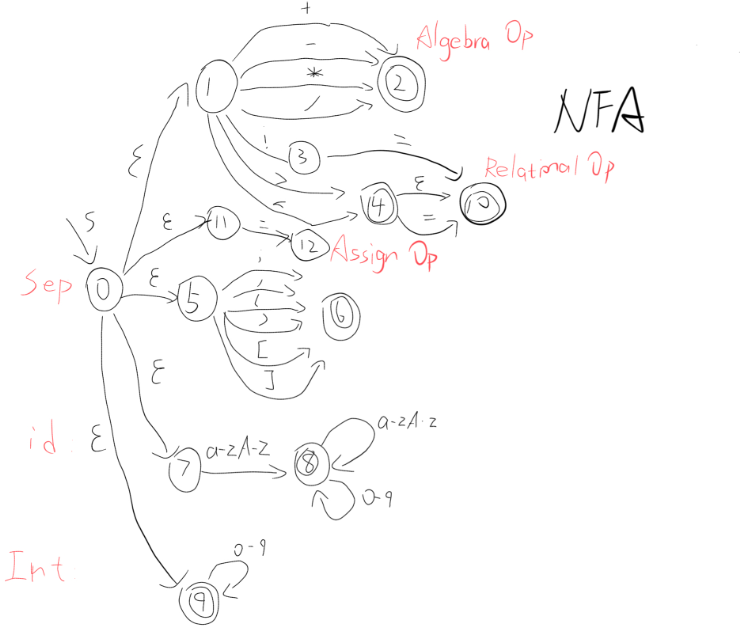 +
Algebra Op
-
1
*
2
/
NFA
ε
!
3
=
Relational Op
>
ε
<
4
=
10
S
ε
11
=
12
Assign Op
Sep
0
ε
5
;
,
(
)
[
]
6
ε
id
ε
7
a-zA-z
8
a-zA-z
0-9
Int
0-9
9